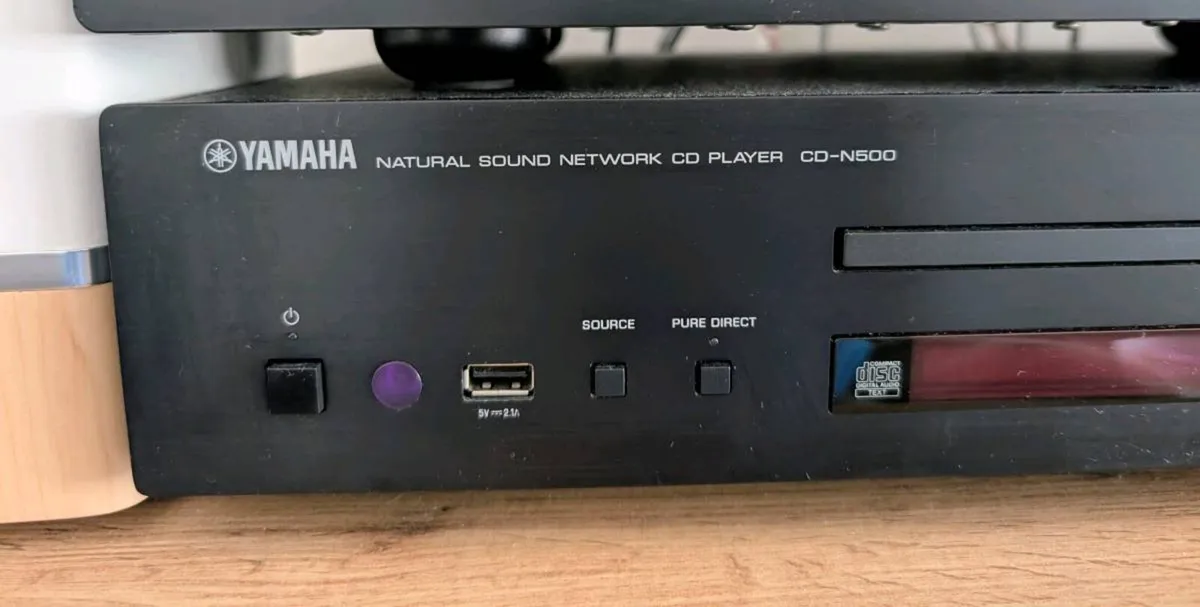 YAMAHA NATURAL SOUND NETWORK CD PLAYER CD-N500
SOURCE PURE DIRECT
5V 2.1A
COMPACT
disc
DIGITAL AUDIO
TEXT